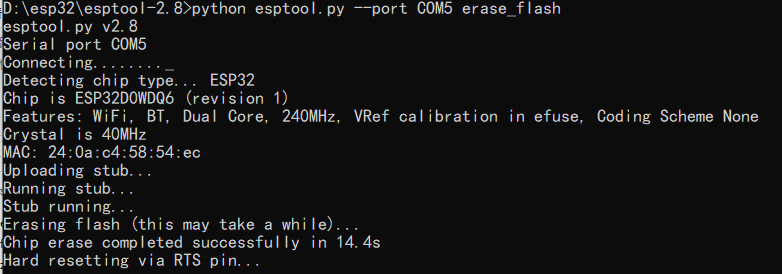 D:\esp32\esptool-2.8>python esptool.py --port COM5 erase_flash
esptool.py v2.8
Serial port COM5
Connecting........_
Detecting chip type... ESP32
Chip is ESP32D0WDQ6 (revision 1)
Features: WiFi, BT, Dual Core, 240MHz, VRef calibration in efuse, Coding Scheme None
Crystal is 40MHz
MAC: 24:0a:c4:58:54:ec
Uploading stub...
Running stub...
Stub running...
Erasing flash (this may take a while)...
Chip erase completed successfully in 14.4s
Hard resetting via RTS pin...